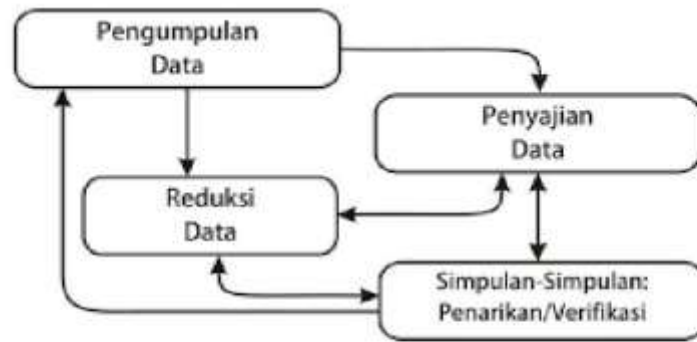 Pengumpulan
Data
Penyajian
Data
Reduksi
Data
Simpulan-Simpulan:
Penarikan/Verifikasi